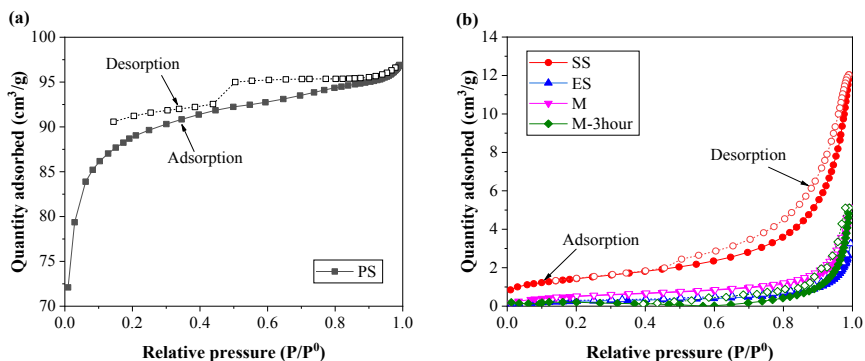 (a)
100
95
90
85
80
75
70
0.0 0.2 0.4 0.6 0.8 1.0
Quantity adsorbed (cm³/g)
Relative pressure (P/P⁰)
Desorption
Adsorption
PS
(b)
14
12
10
8
6
4
2
0
0.0 0.2 0.4 0.6 0.8 1.0
Quantity adsorbed (cm³/g)
Relative pressure (P/P⁰)
SS
ES
M
M-3hour
Desorption
Adsorption